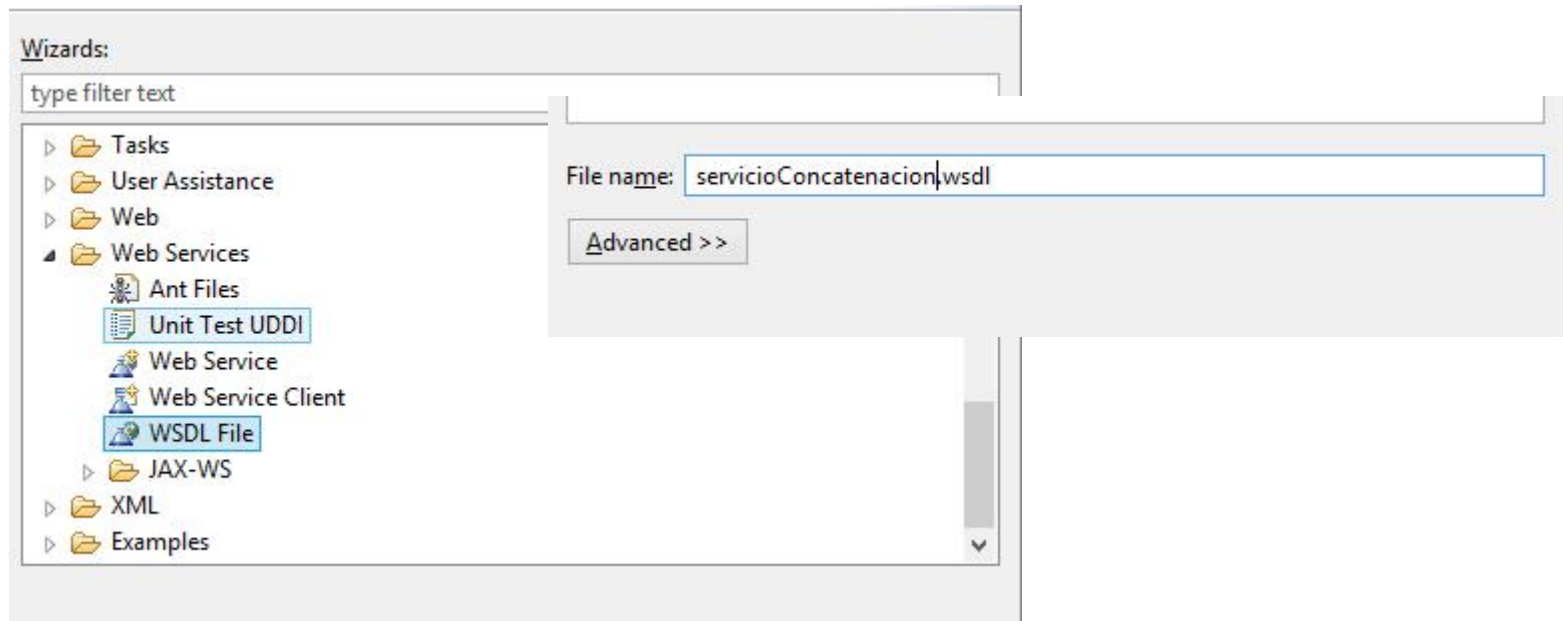 Wizards:
type filter text
Tasks
User Assistance
Web
Web Services
Ant Files
Unit Test UDDI
Web Service
Web Service Client
WSDL File
JAX-WS
XML
Examples
File name: servicioConcatenacion.wsdl
Advanced >>